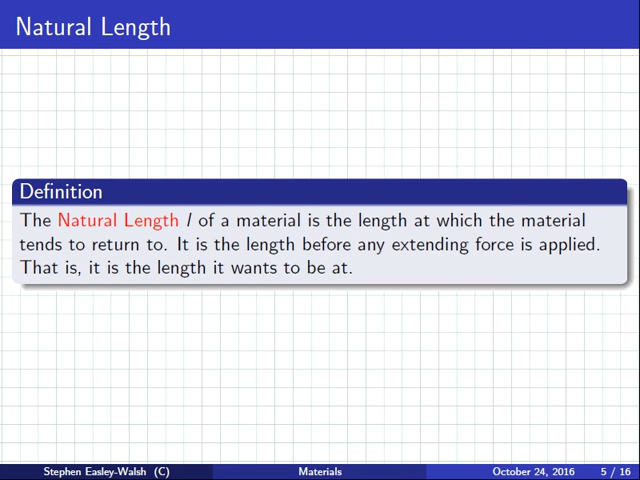 Natural Length
Definition
The Natural Length l of a material is the length at which the material
tends to return to. It is the length before any extending force is applied.
That is, it is the length it wants to be at.
Stephen Easley-Walsh (C) Materials October 24, 2016 5 / 16